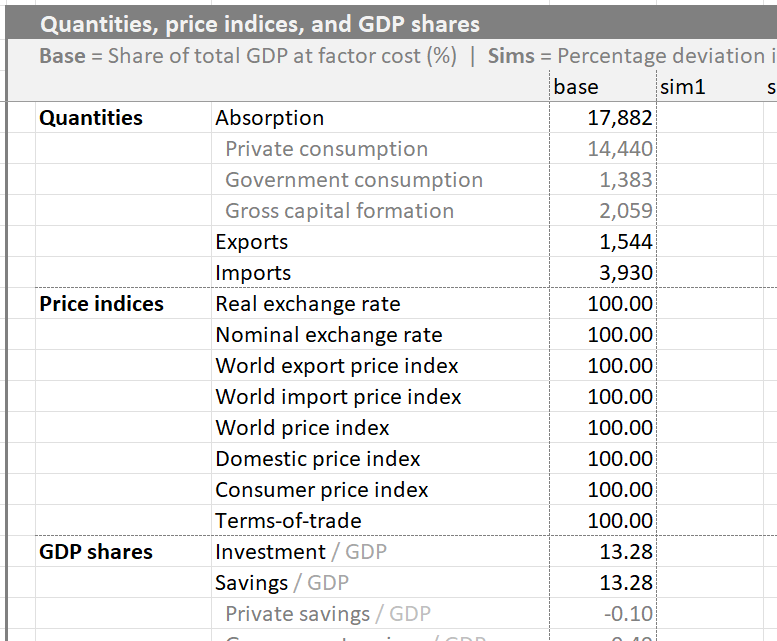 Quantities, price indices, and GDP shares
Base = Share of total GDP at factor cost (%) | Sims = Percentage deviation i
base sim1 s
Quantities Absorption 17,882
Private consumption 14,440
Government consumption 1,383
Gross capital formation 2,059
Exports 1,544
Imports 3,930
Price indices Real exchange rate 100.00
Nominal exchange rate 100.00
World export price index 100.00
World import price index 100.00
World price index 100.00
Domestic price index 100.00
Consumer price index 100.00
Terms-of-trade 100.00
GDP shares Investment / GDP 13.28
Savings / GDP 13.28
Private savings / GDP -0.10